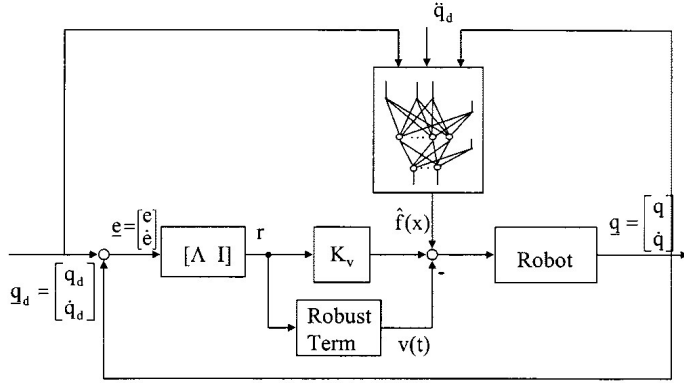 q̈d
e = [e ė]
r
f̂(x)
q = [q q̇]
[Λ I]
Kv
Robot
qd = [qd q̇d]
-
Robust
Term
v(t)